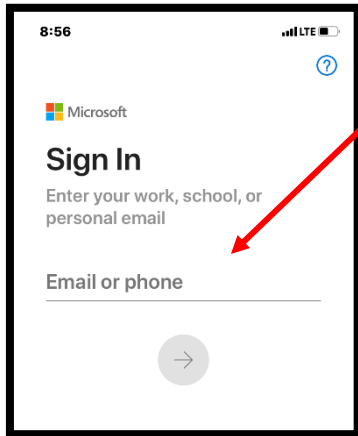 8:56 LTE
?
Microsoft
Sign In
Enter your work, school, or
personal email
Email or phone